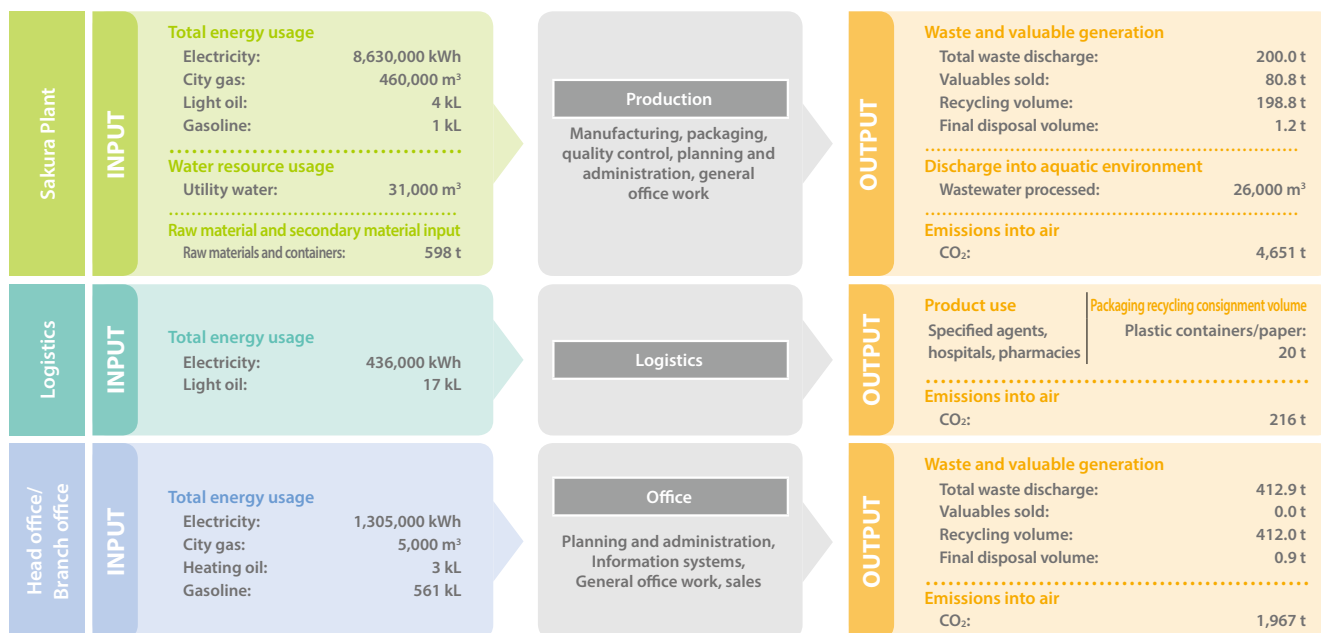 Sakura Plant
INPUT
Total energy usage
Electricity: 8,630,000 kWh
City gas: 460,000 m³
Light oil: 4 kL
Gasoline: 1 kL
Water resource usage
Utility water: 31,000 m³
Raw material and secondary material input
Raw materials and containers: 598 t
Production
Manufacturing, packaging,
quality control, planning and
administration, general
office work
OUTPUT
Waste and valuable generation
Total waste discharge: 200.0 t
Valuables sold: 80.8 t
Recycling volume: 198.8 t
Final disposal volume: 1.2 t
Discharge into aquatic environment
Wastewater processed: 26,000 m³
Emissions into air
CO₂: 4,651 t
Logistics
INPUT
Total energy usage
Electricity: 436,000 kWh
Light oil: 17 kL
Logistics
OUTPUT
Product use
Specified agents,
hospitals, pharmacies
Packaging recycling consignment volume
Plastic containers/paper:
20 t
Emissions into air
CO₂: 216 t
Head office/
Branch office
INPUT
Total energy usage
Electricity: 1,305,000 kWh
City gas: 5,000 m³
Heating oil: 3 kL
Gasoline: 561 kL
Office
Planning and administration,
Information systems,
General office work, sales
OUTPUT
Waste and valuable generation
Total waste discharge: 412.9 t
Valuables sold: 0.0 t
Recycling volume: 412.0 t
Final disposal volume: 0.9 t
Emissions into air
CO₂: 1,967 t